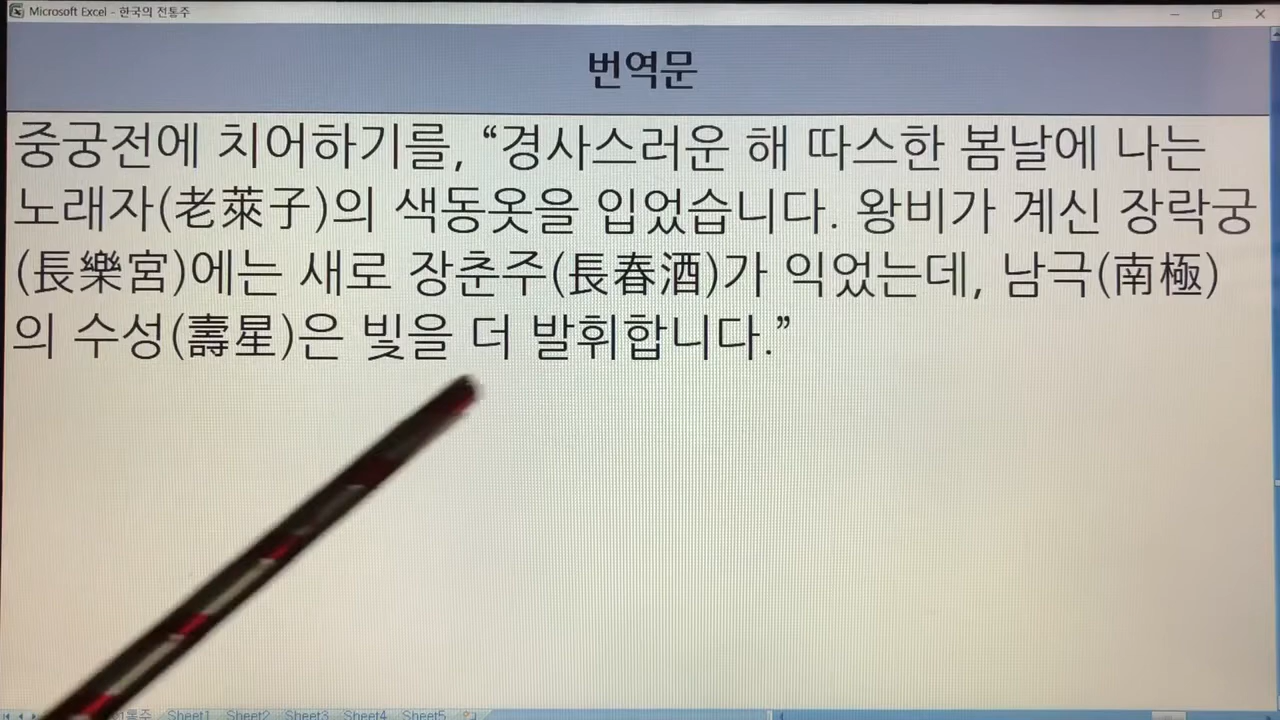 Microsoft Excel - 한국의 전통주
번역문
중궁전에 치어하기를, “경사스러운 해 따스한 봄날에 나는
노래자(老萊子)의 색동옷을 입었습니다. 왕비가 계신 장락궁
(長樂宮)에는 새로 장춘주(長春酒)가 익었는데, 남극(南極)
의 수성(壽星)은 빛을 더 발휘합니다.”
Sheet1 Sheet2 Sheet3 Sheet4 Sheet5